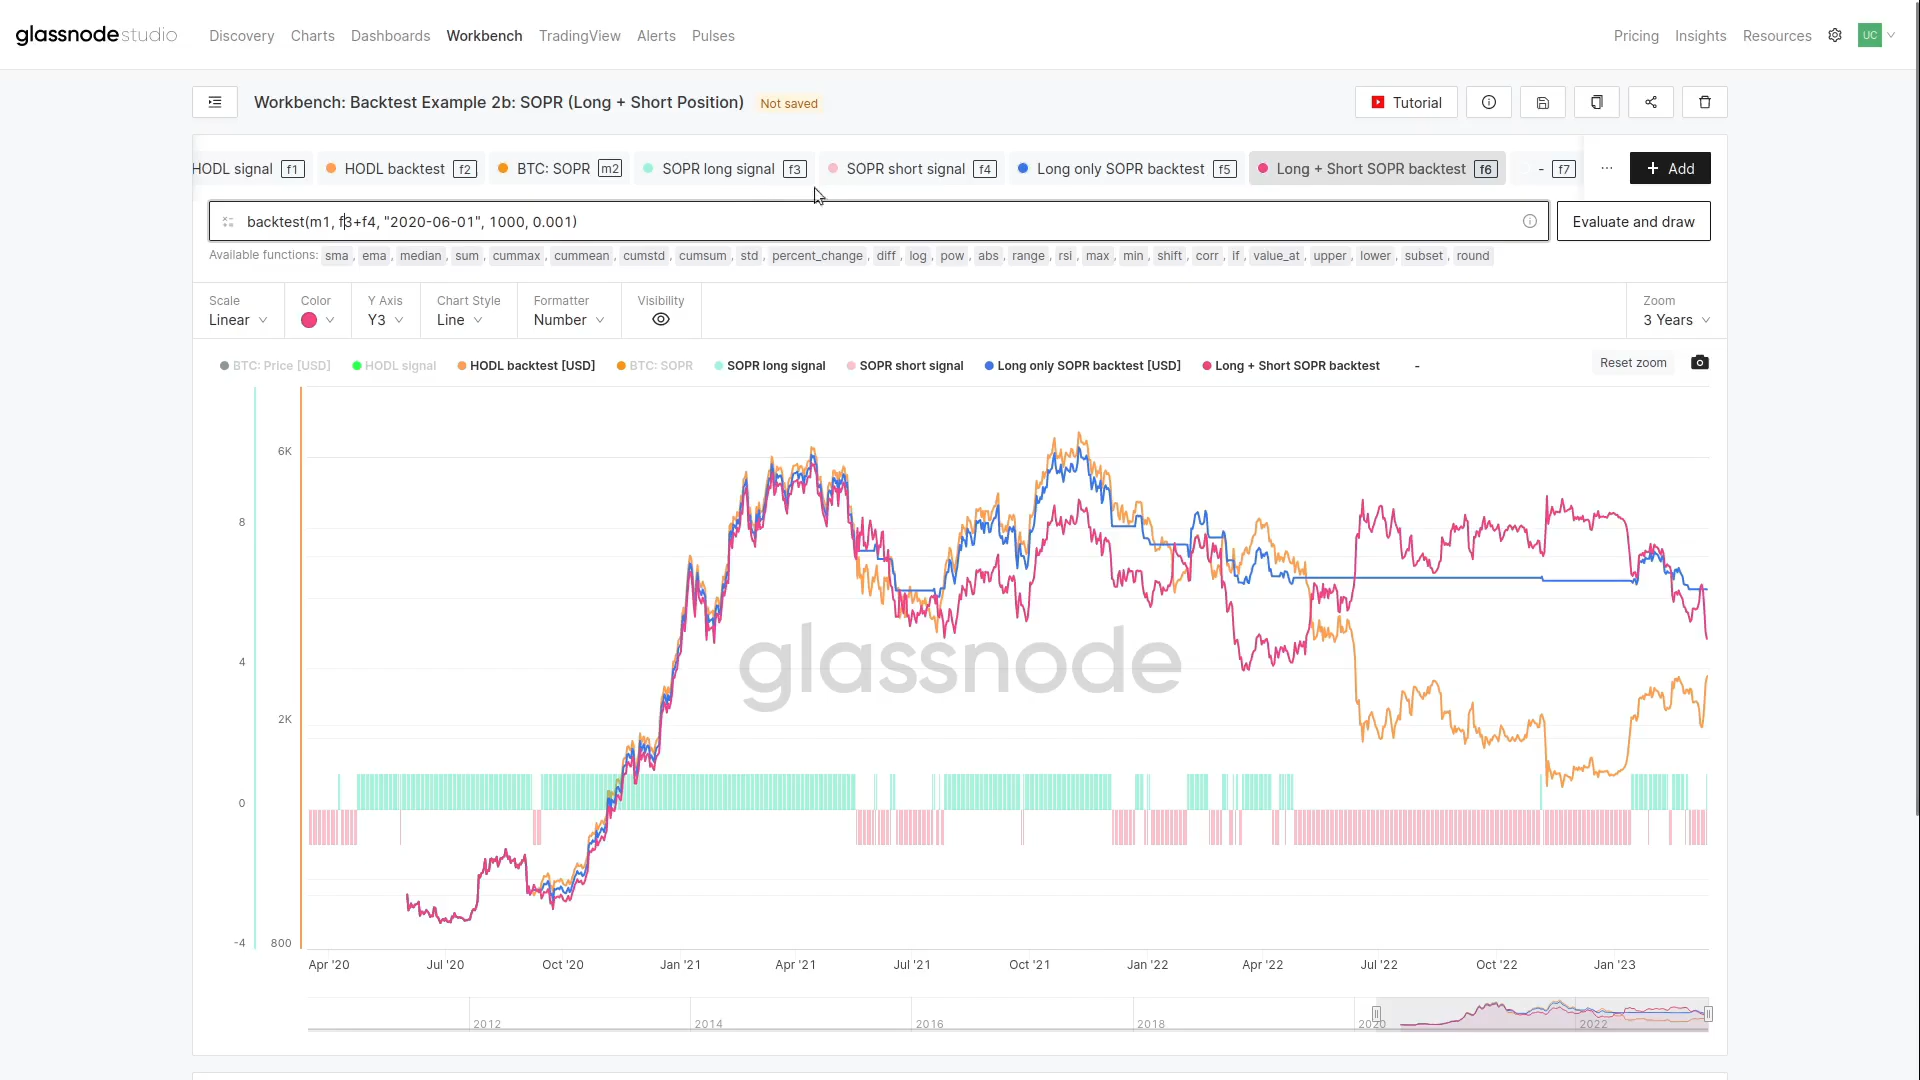 glassnodestudio Discovery Charts Dashboards Workbench TradingView Alerts Pulses Pricing Insights Resources UC
Workbench: Backtest Example 2b: SOPR (Long + Short Position) Not saved Tutorial
HODL signal f1 HODL backtest f2 BTC: SOPR m2 SOPR long signal f3 SOPR short signal f4 Long only SOPR backtest f5 Long + Short SOPR backtest f6 - f7 ... + Add
backtest(m1, f3+f4, "2020-06-01", 1000, 0.001) Evaluate and draw
Available functions: sma, ema, median, sum, cummax, cummean, cumstd, cumsum, std, percent_change, diff, log, pow, abs, range, rsi, max, min, shift, corr, if, value_at, upper, lower, subset, round
Scale Color Y Axis Chart Style Formatter Visibility Zoom
Linear Y3 Line Number 3 Years
BTC: Price [USD] HODL signal HODL backtest [USD] BTC: SOPR SOPR long signal SOPR short signal Long only SOPR backtest [USD] Long + Short SOPR backtest - Reset zoom
6K
8
glassnode
4
2K
0
-4 800
Apr '20 Jul '20 Oct '20 Jan '21 Apr '21 Jul '21 Oct '21 Jan '22 Apr '22 Jul '22 Oct '22 Jan '23
2012 2014 2016 2018 2020 2022